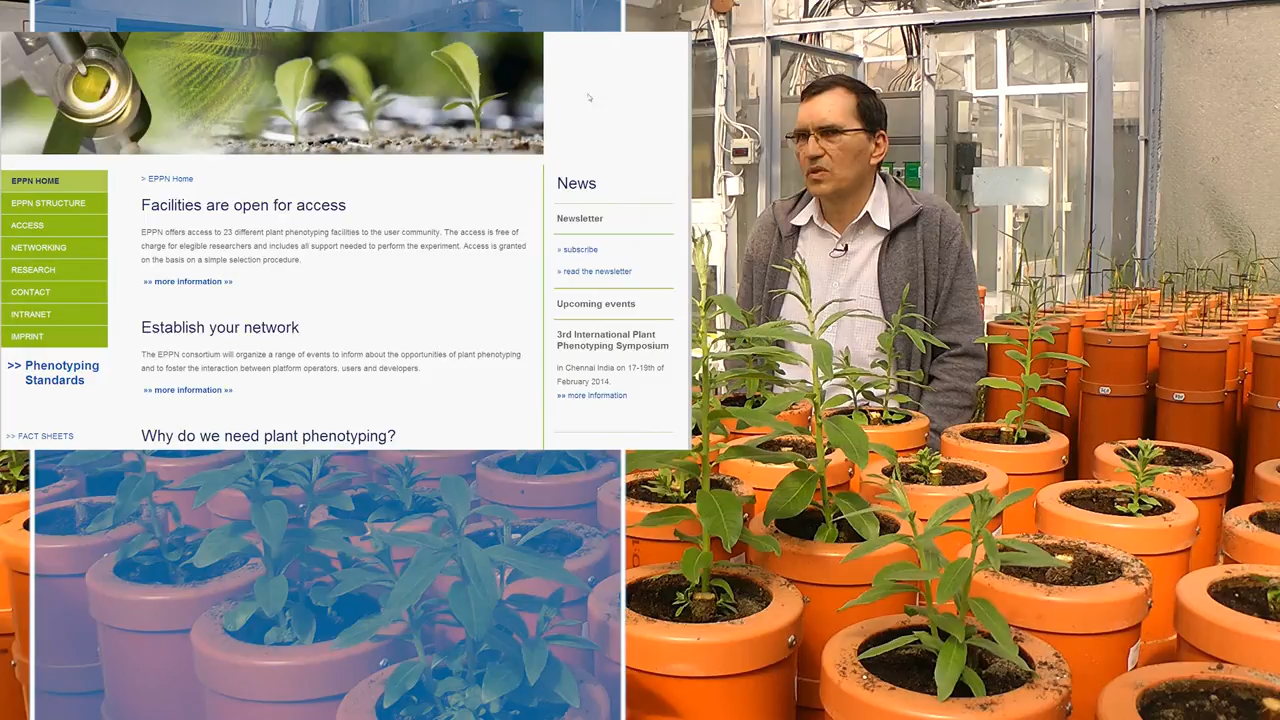 EPPN HOME
EPPN STRUCTURE
ACCESS
NETWORKING
RESEARCH
CONTACT
INTRANET
IMPRINT
>> Phenotyping
Standards
>> FACT SHEETS
> EPPN Home
Facilities are open for access
EPPN offers access to 23 different plant phenotyping facilities to the user community. The access is free of
charge for elegible researchers and includes all support needed to perform the experiment. Access is granted
on the basis on a simple selection procedure.
»» more information »»
Establish your network
The EPPN consortium will organize a range of events to inform about the opportunities of plant phenotyping
and to foster the interaction between platform operators, users and developers.
»» more information »»
Why do we need plant phenotyping?
News
Newsletter
» subscribe
» read the newsletter
Upcoming events
3rd International Plant
Phenotyping Symposium
in Chennai India on 17-19th of
February 2014.
»» more information